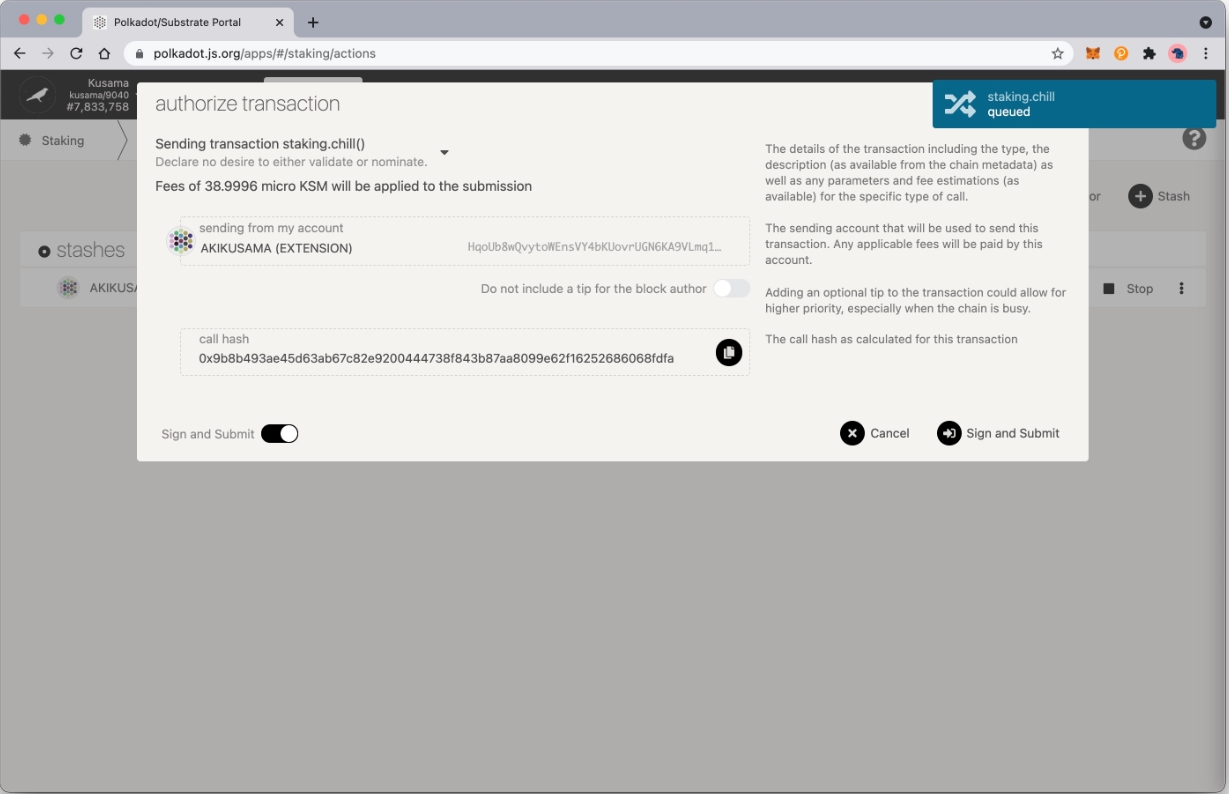 Polkadot/Substrate Portal
polkadot.js.org/apps/#/staking/actions
Kusama
kusama/9040
#7,833,758
Staking
authorize transaction
staking.chill
queued
Sending transaction staking.chill()
Declare no desire to either validate or nominate.
Fees of 38.9996 micro KSM will be applied to the submission
The details of the transaction including the type, the
description (as available from the chain metadata) as
well as any parameters and fee estimations (as
available) for the specific type of call.
or
Stash
stashes
sending from my account
AKIKUSAMA (EXTENSION)
HqoUb8wQvytoWEnsVY4bKUovrUGN6KA9VLmq1…
The sending account that will be used to send this
transaction. Any applicable fees will be paid by this
account.
AKIKUSA
Do not include a tip for the block author
Adding an optional tip to the transaction could allow for
higher priority, especially when the chain is busy.
Stop
call hash
0x9b8b493ae45d63ab67c82e9200444738f843b87aa8099e62f16252686068fdfa
The call hash as calculated for this transaction
Sign and Submit
Cancel
Sign and Submit